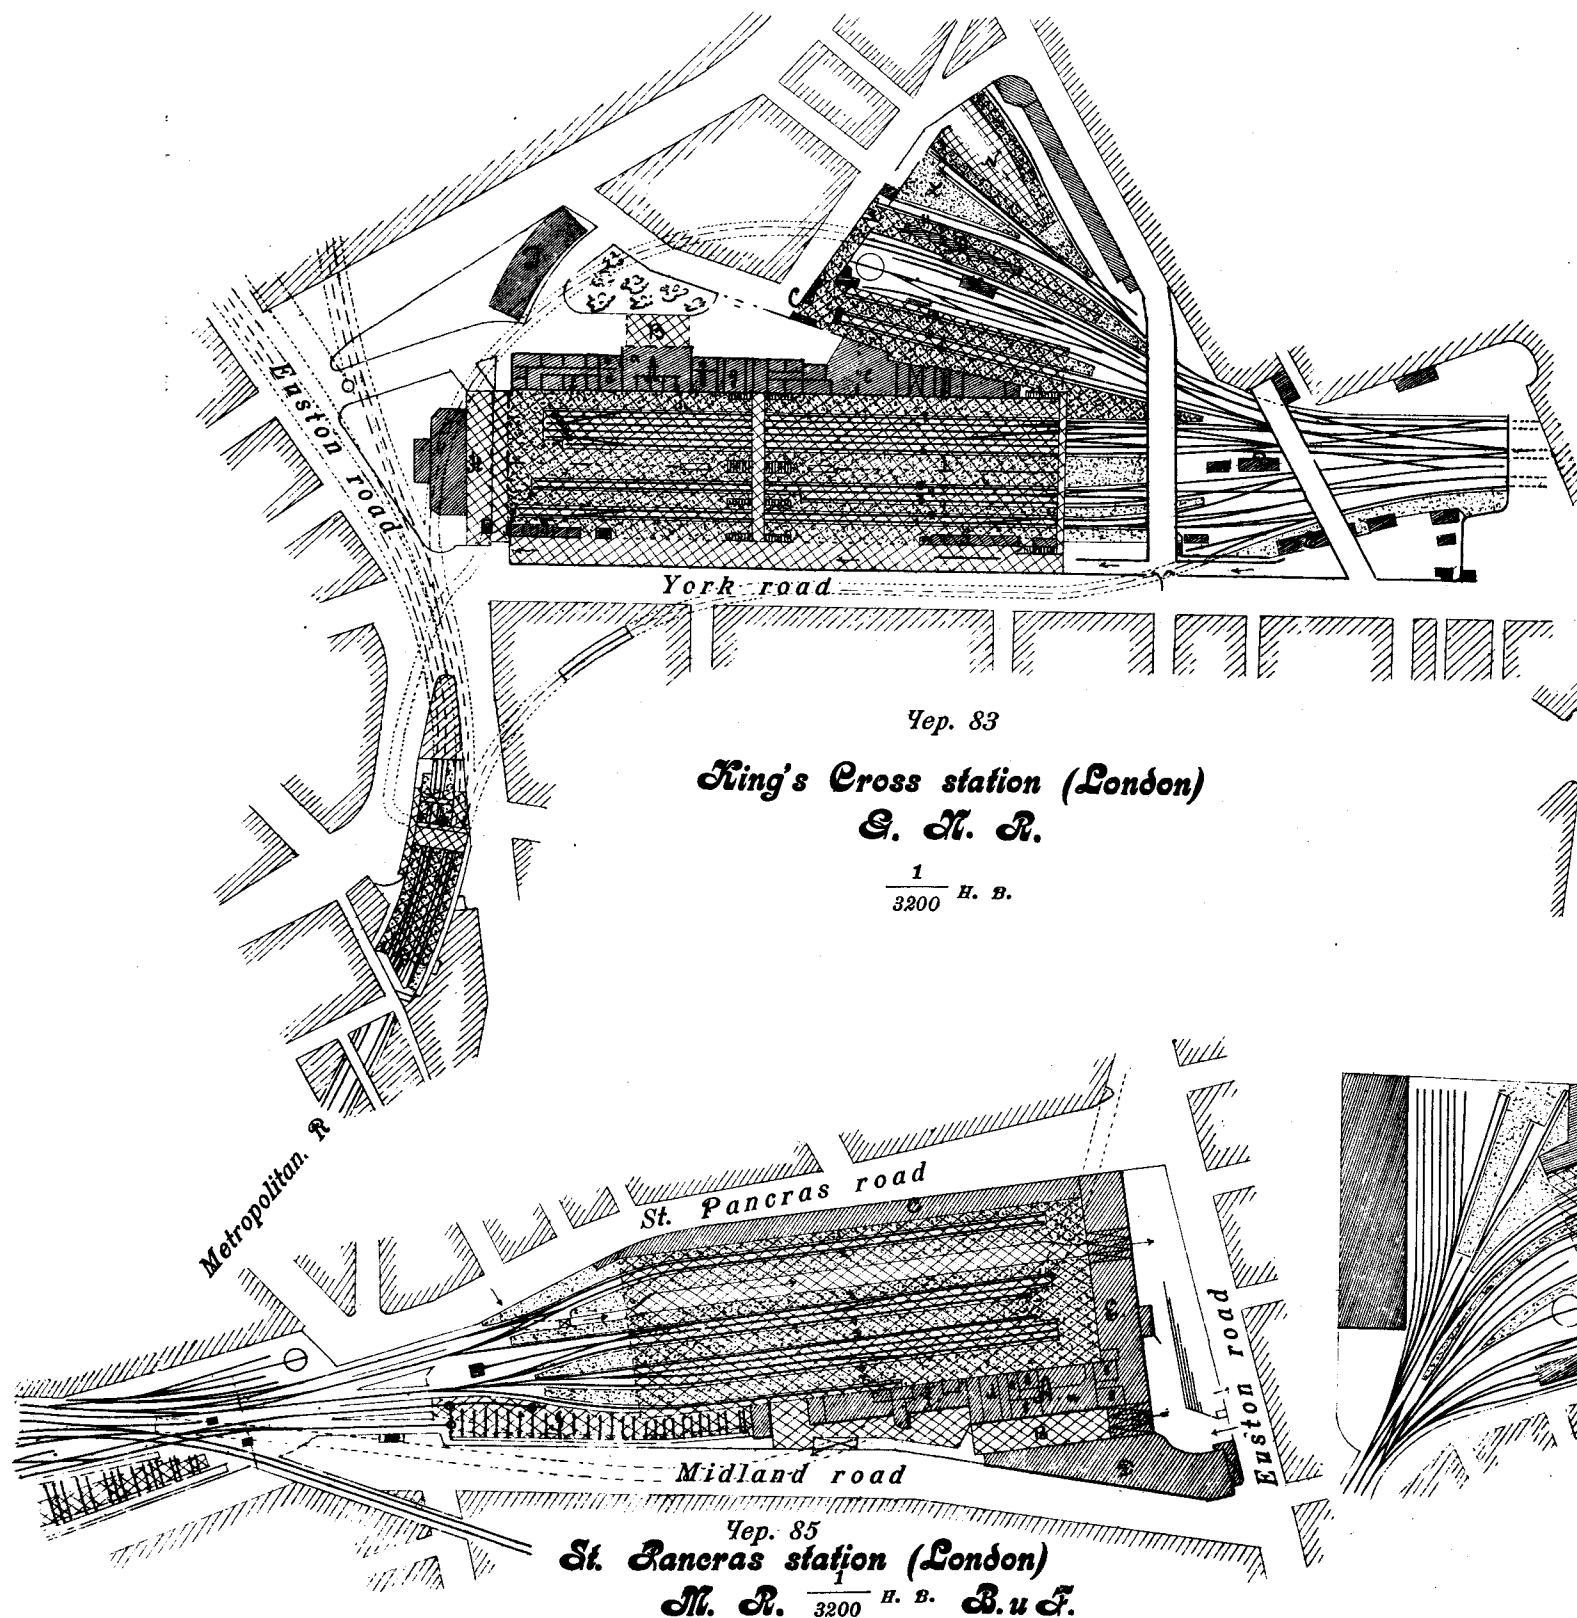 Euston road
York road
Чер. 83
King's Cross station (London)
G. N. R.
1
3200 н. в.
Metropolitan. R
St. Pancras road
Euston road
Midland road
Чер. 85
St. Pancras station (London)
M. R. 1
3200 н. в. B. u F.